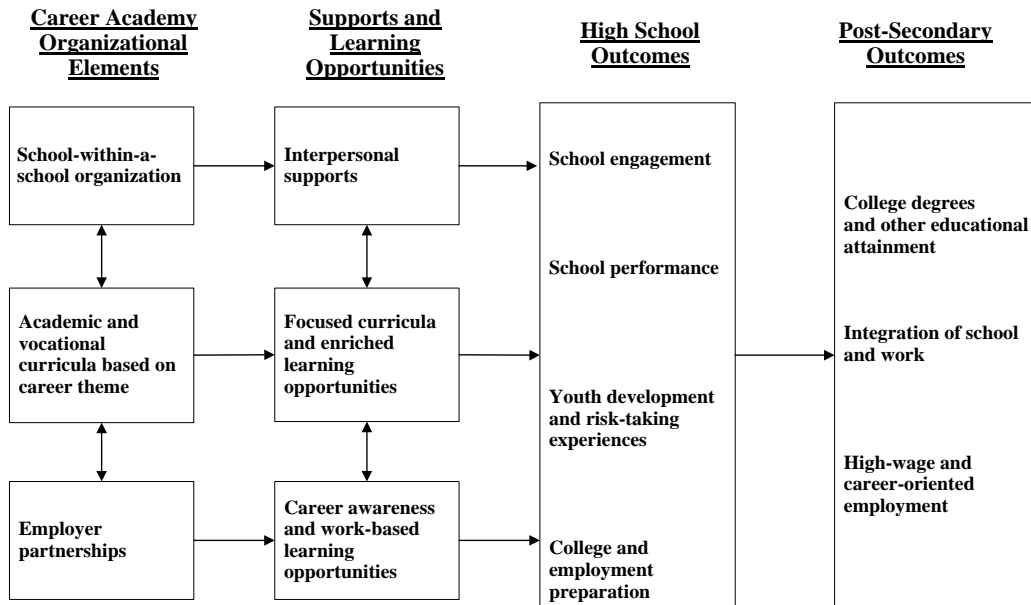 Career Academy
Organizational
Elements
Supports and
Learning
Opportunities
High School
Outcomes
Post-Secondary
Outcomes
School-within-a-
school organization
Interpersonal
supports
School engagement
College degrees
and other educational
attainment
School performance
Academic and
vocational
curricula based on
career theme
Focused curricula
and enriched
learning
opportunities
Integration of school
and work
Youth development
and risk-taking
experiences
High-wage and
career-oriented
employment
Employer
partnerships
Career awareness
and work-based
learning
opportunities
College and
employment
preparation